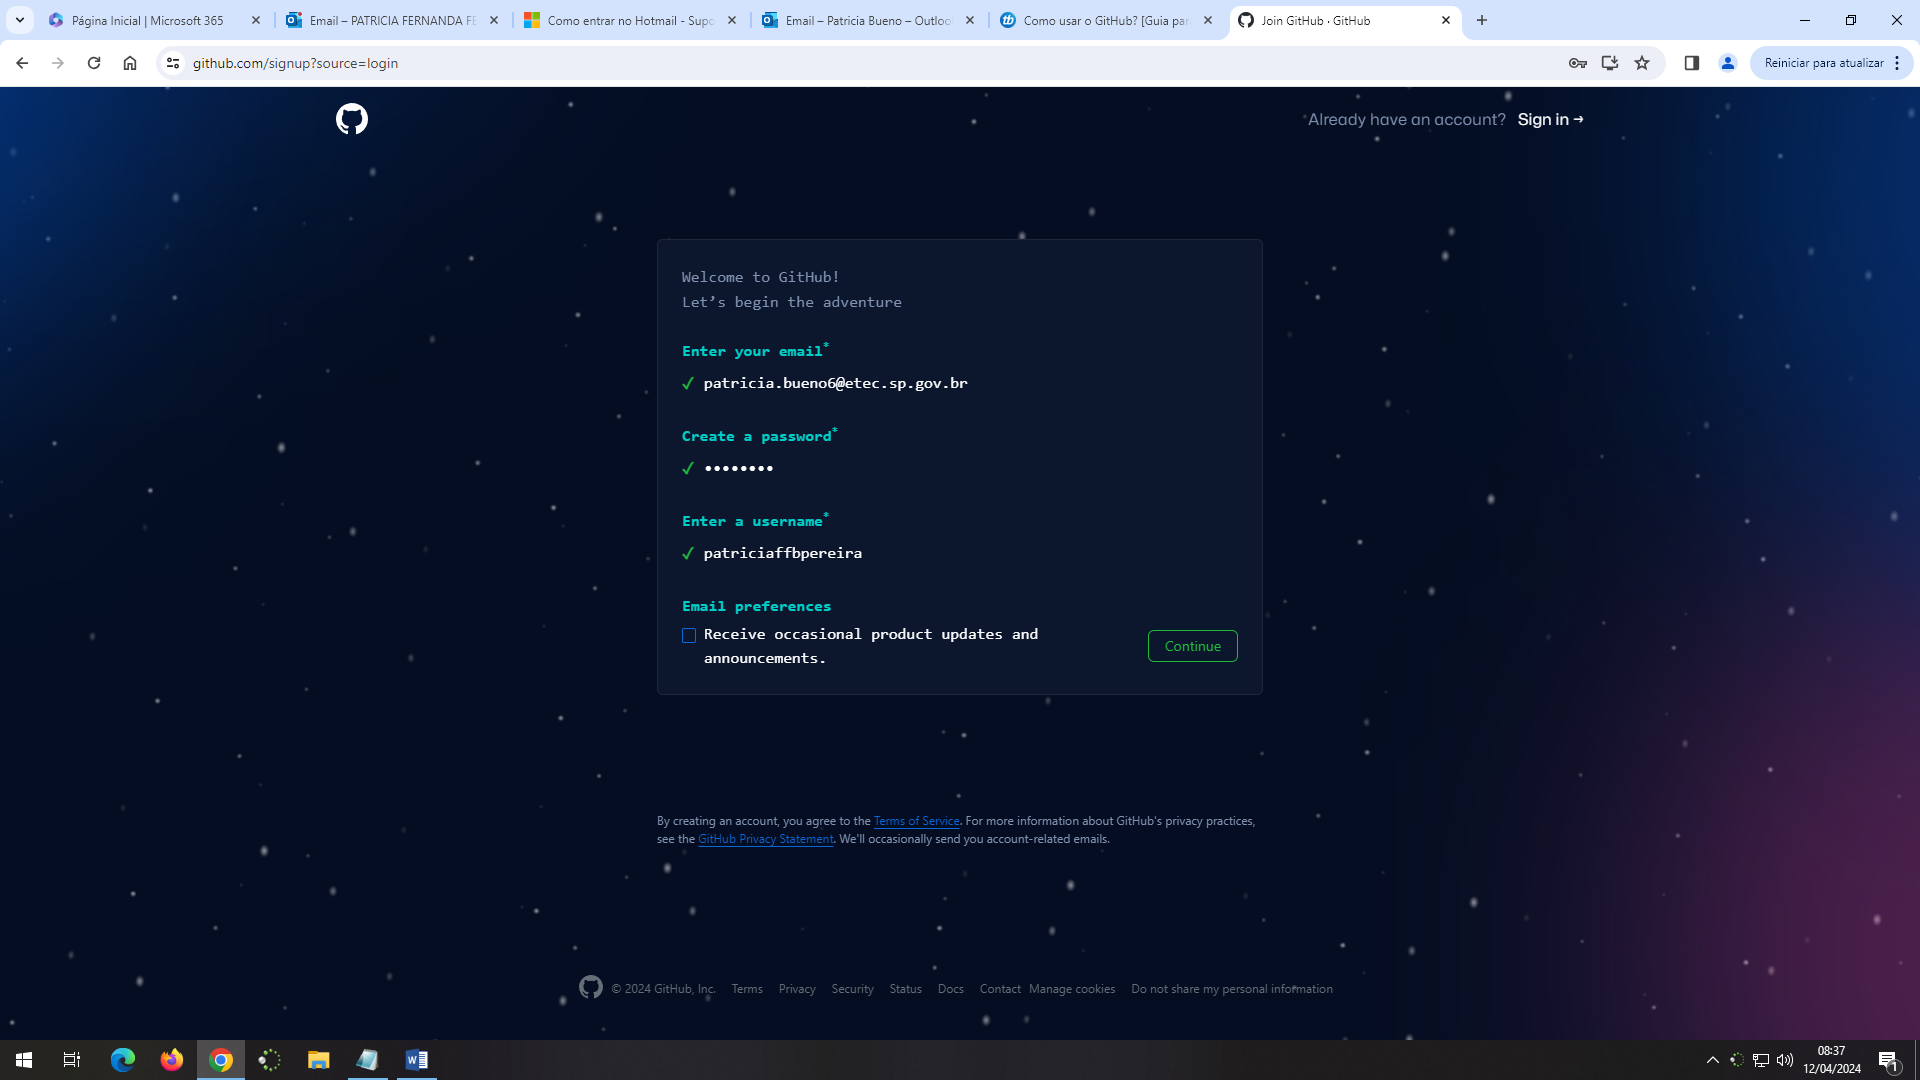 Página Inicial | Microsoft 365
Email – PATRICIA FERNANDA FE
Como entrar no Hotmail - Supo
Email – Patricia Bueno – Outloo
Como usar o GitHub? [Guia par
Join GitHub · GitHub
github.com/signup?source=login
Reiniciar para atualizar
Already have an account? Sign in →
Welcome to GitHub!
Let’s begin the adventure
Enter your email*
✓ patricia.bueno6@etec.sp.gov.br
Create a password*
✓ ••••••••
Enter a username*
✓ patriciaffbpereira
Email preferences
Receive occasional product updates and
announcements.
Continue
By creating an account, you agree to the Terms of Service. For more information about GitHub's privacy practices,
see the GitHub Privacy Statement. We'll occasionally send you account-related emails.
© 2024 GitHub, Inc. Terms Privacy Security Status Docs Contact Manage cookies Do not share my personal information
08:37
12/04/2024
1